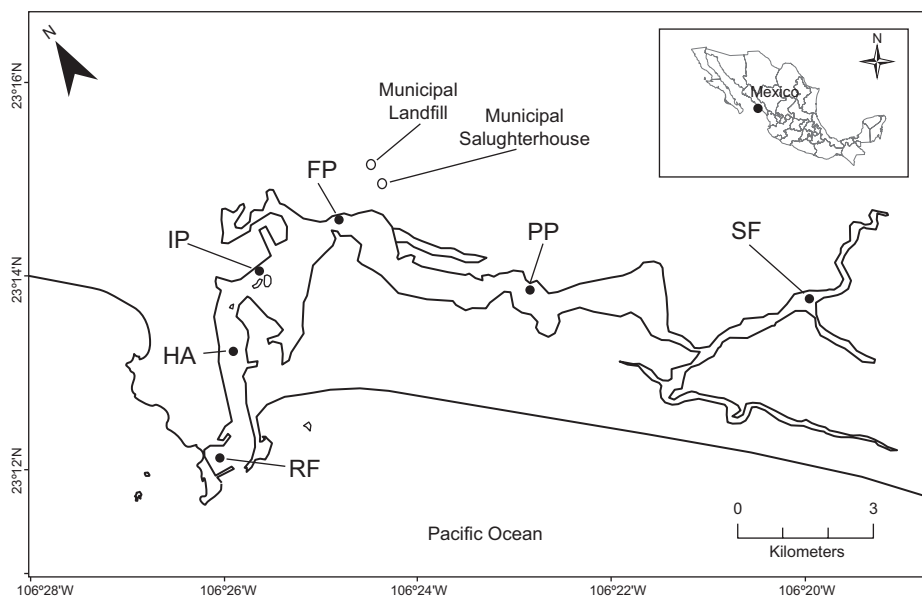 N
23°16'N
23°14'N
23°12'N
Municipal
Landfill
Municipal
Salughterhouse
N
México
FP
IP
PP
SF
HA
RF
0 3
Kilometers
Pacific Ocean
106°28'W 106°26'W 106°24'W 106°22'W 106°20'W